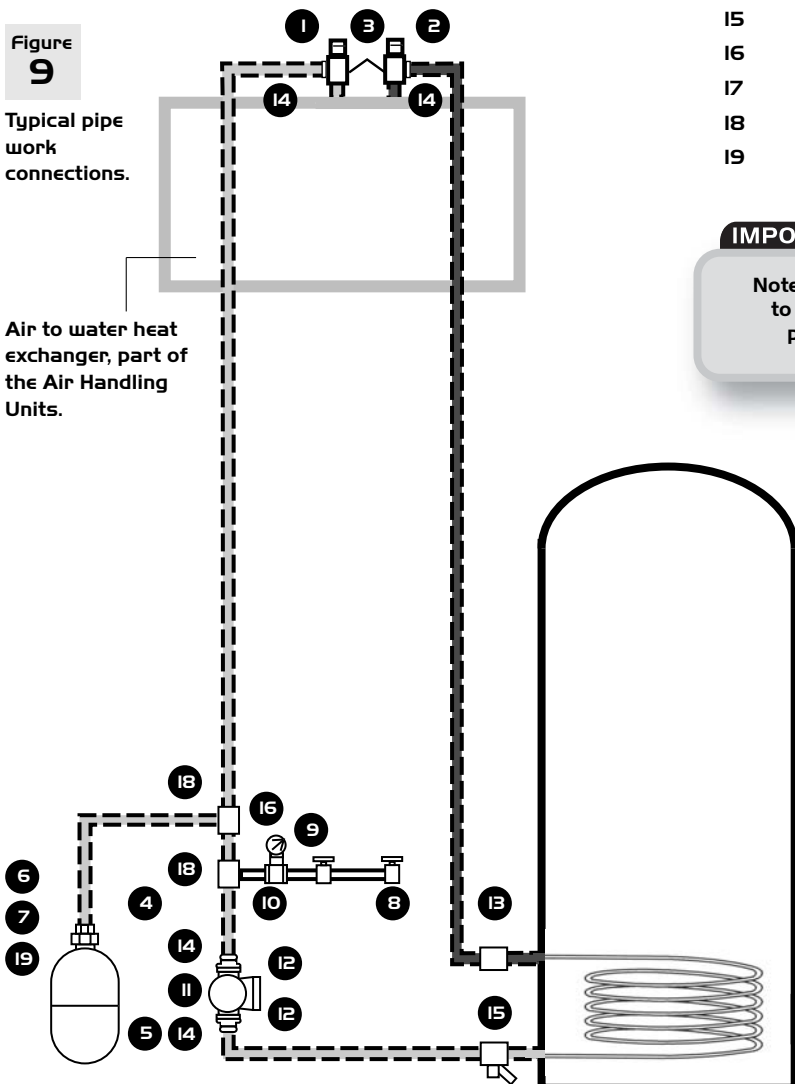 Figure
9
Typical pipe
work
connections.
1 3 2
14 14
15
16
17
18
19
Air to water heat
exchanger, part of
the Air Handling
Units.
Note
to
18
16
9
18
6
4 10 8 13
7
14
19
12
11
12 15
5 14